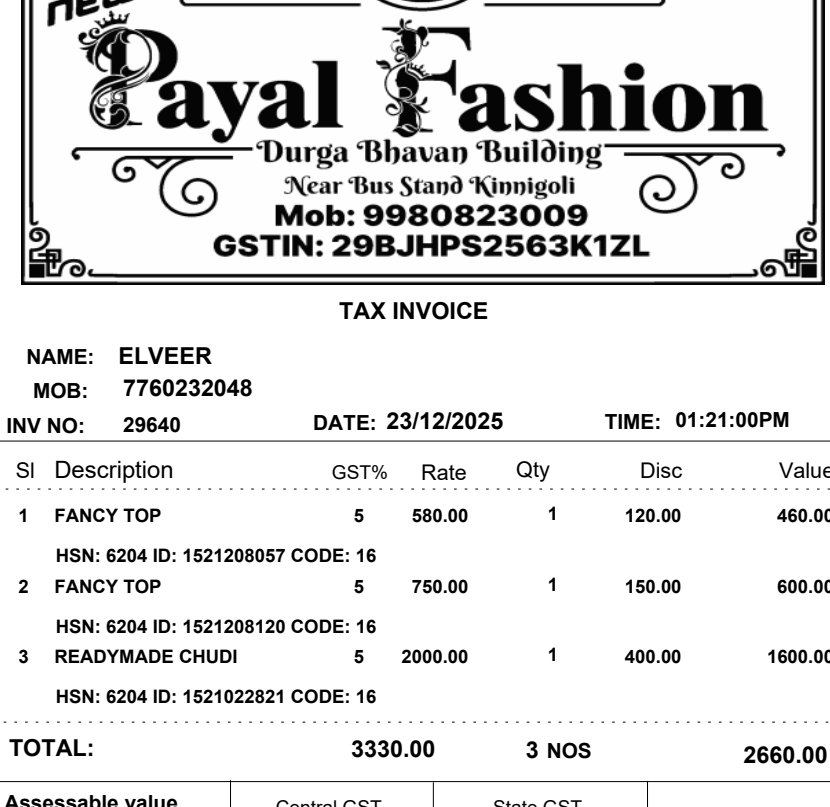 new
Payal Fashion
Durga Bhavan Building
Near Bus Stand Kinnigoli
Mob: 9980823009
GSTIN: 29BJHPS2563K1ZL
TAX INVOICE
NAME: ELVEER
MOB: 7760232048
INV NO: 29640 DATE: 23/12/2025 TIME: 01:21:00PM
Sl Description GST% Rate Qty Disc Value
1 FANCY TOP 5 580.00 1 120.00 460.00
HSN: 6204 ID: 1521208057 CODE: 16
2 FANCY TOP 5 750.00 1 150.00 600.00
HSN: 6204 ID: 1521208120 CODE: 16
3 READYMADE CHUDI 5 2000.00 1 400.00 1600.00
HSN: 6204 ID: 1521022821 CODE: 16
TOTAL: 3330.00 3 NOS 2660.00
Assessable value Central GST State GST